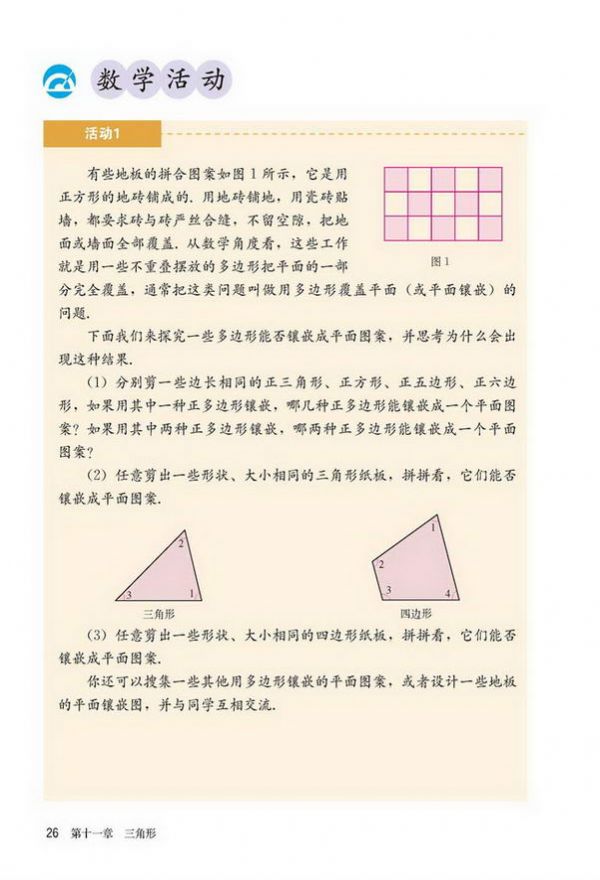 数学活动
活动1
有些地板的拼合图案如图1所示，它是用
正方形的地砖铺成的．用地砖铺地，用瓷砖贴
墙，都要求砖与砖严丝合缝，不留空隙，把地
面或墙面全部覆盖．从数学角度看，这些工作
就是用一些不重叠摆放的多边形把平面的一部
图1
分完全覆盖，通常把这类问题叫做用多边形覆盖平面（或平面镶嵌）的
问题．
下面我们来探究一些多边形能否镶嵌成平面图案，并思考为什么会出
现这种结果．
（1）分别剪一些边长相同的正三角形、正方形、正五边形、正六边
形，如果用其中一种正多边形镶嵌，哪几种正多边形能镶嵌成一个平面图
案？如果用其中两种正多边形镶嵌，哪两种正多边形能镶嵌成一个平面
图案？
（2）任意剪出一些形状、大小相同的三角形纸板，拼拼看，它们能否
镶嵌成平面图案．
2
3
1
三角形
1
2
3
4
四边形
（3）任意剪出一些形状、大小相同的四边形纸板，拼拼看，它们能否
镶嵌成平面图案．
你还可以搜集一些其他用多边形镶嵌的平面图案，或者设计一些地板
的平面镶嵌图，并与同学互相交流．
26 第十一章 三角形